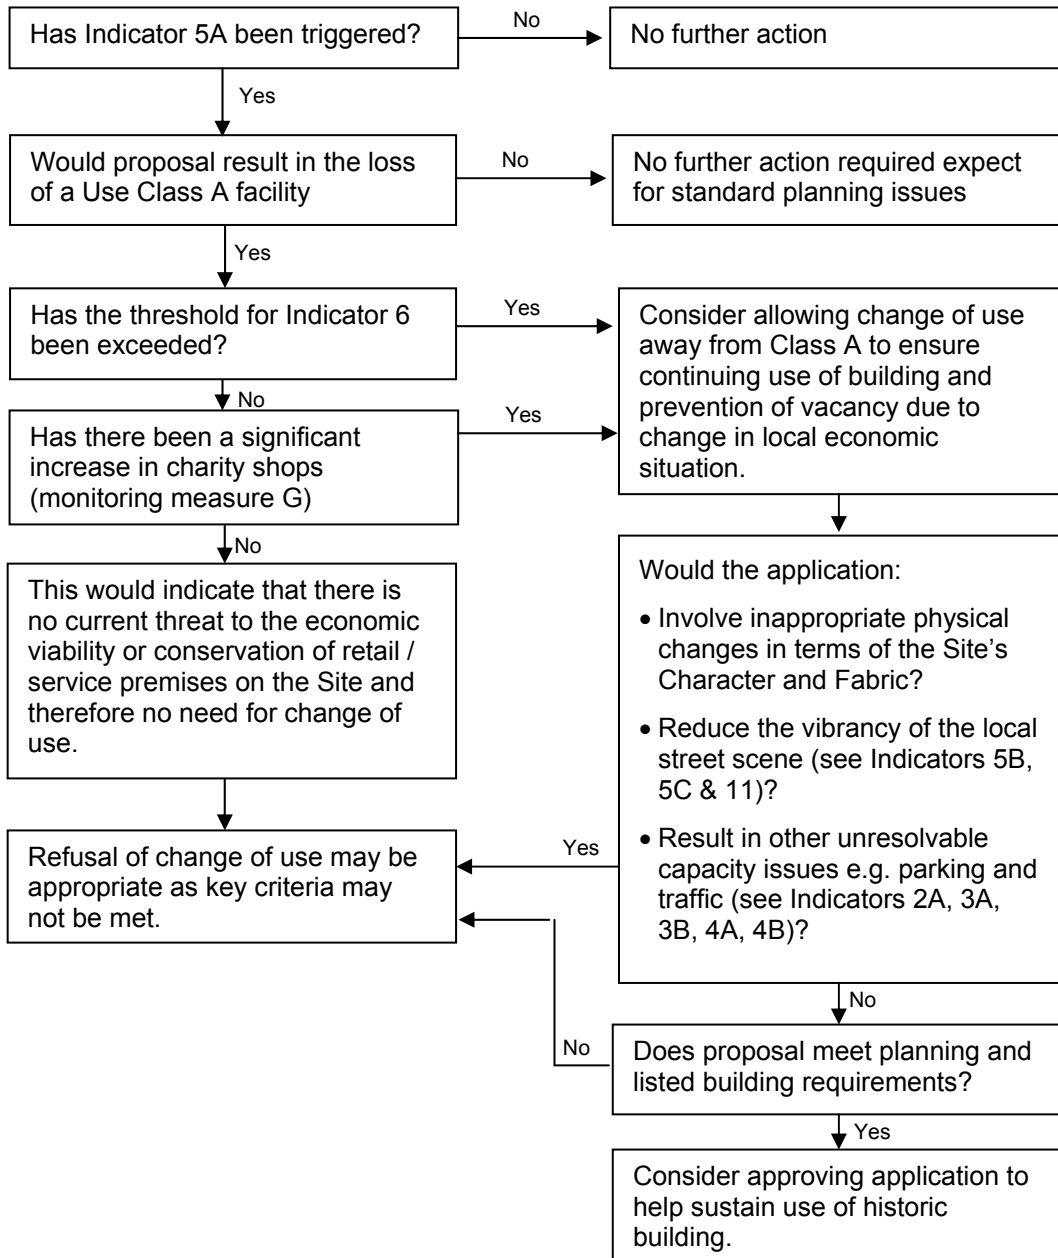 Has Indicator 5A been triggered?
No
No further action
Yes
Would proposal result in the loss
of a Use Class A facility
No
No further action required expect
for standard planning issues
Yes
Has the threshold for Indicator 6
been exceeded?
Yes
Consider allowing change of use
away from Class A to ensure
continuing use of building and
prevention of vacancy due to
change in local economic
situation.
No
Has there been a significant
increase in charity shops
(monitoring measure G)
Yes
No
This would indicate that there is
no current threat to the economic
viability or conservation of retail /
service premises on the Site and
therefore no need for change of
use.
Would the application:
• Involve inappropriate physical
changes in terms of the Site's
Character and Fabric?
• Reduce the vibrancy of the local
street scene (see Indicators 5B,
5C & 11)?
• Result in other unresolvable
capacity issues e.g. parking and
traffic (see Indicators 2A, 3A,
3B, 4A, 4B)?
Yes
Refusal of change of use may be
appropriate as key criteria may
not be met.
No
No
Does proposal meet planning and
listed building requirements?
Yes
Consider approving application to
help sustain use of historic
building.